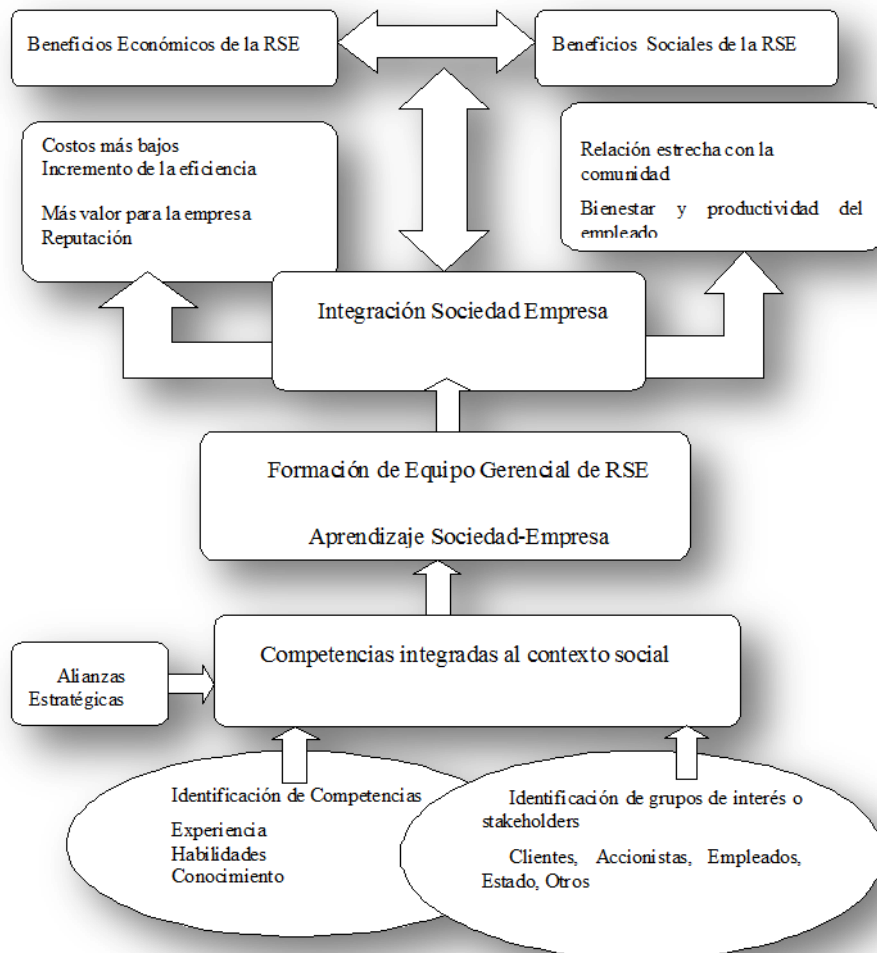 Beneficios Económicos de la RSE
Beneficios Sociales de la RSE
Costos más bajos
Incremento de la eficiencia
Más valor para la empresa
Reputación
Relación estrecha con la
comunidad
Bienestar y productividad del
empleado
Integración Sociedad Empresa
Formación de Equipo Gerencial de RSE
Aprendizaje Sociedad-Empresa
Competencias integradas al contexto social
Alianzas
Estratégicas
Identificación de Competencias
Experiencia
Habilidades
Conocimiento
Identificación de grupos de interés o
stakeholders
Clientes, Accionistas, Empleados,
Estado, Otros